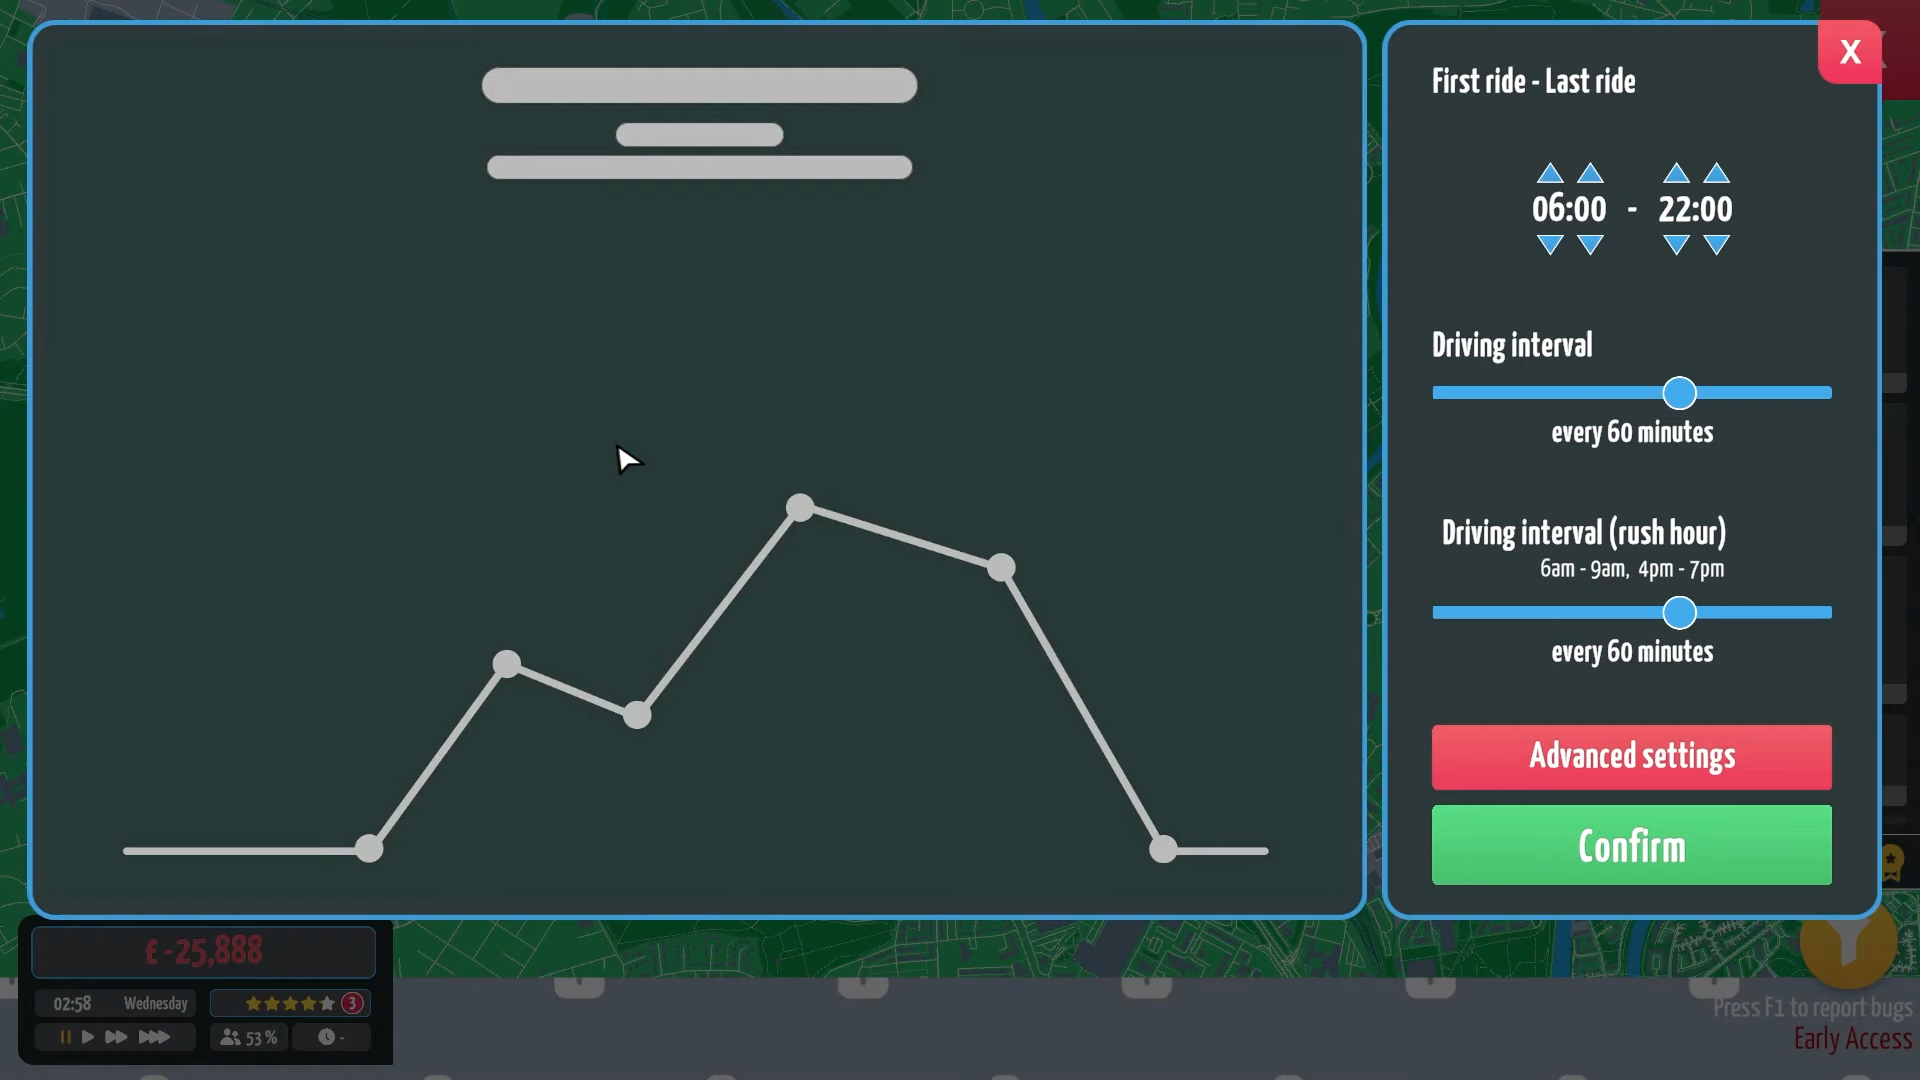 X
First ride - Last ride
06:00 - 22:00
Driving interval
every 60 minutes
Driving interval (rush hour)
6am - 9am, 4pm - 7pm
every 60 minutes
Advanced settings
Confirm
€ -25,888
02:58 Wednesday 3
53 % -
Press F1 to report bugs
Early Access